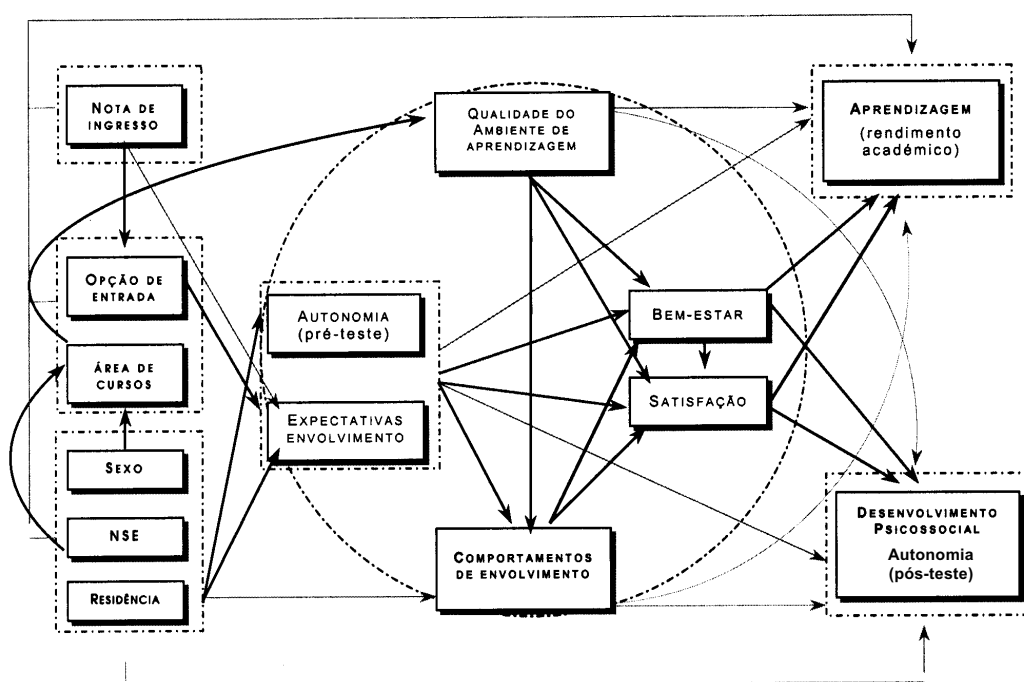 NOTA DE
INGRESSO
OPÇÃO DE
ENTRADA
ÁREA DE
CURSOS
SEXO
NSE
RESIDÊNCIA
AUTONOMIA
(pré-teste)
EXPECTATIVAS
ENVOLVIMENTO
QUALIDADE DO
AMBIENTE DE
APRENDIZAGEM
BEM-ESTAR
SATISFAÇÃO
COMPORTAMENTOS
DE ENVOLVIMENTO
APRENDIZAGEM
(rendimento
académico)
DESENVOLVIMENTO
PSICOSSOCIAL
Autonomia
(pós-teste)